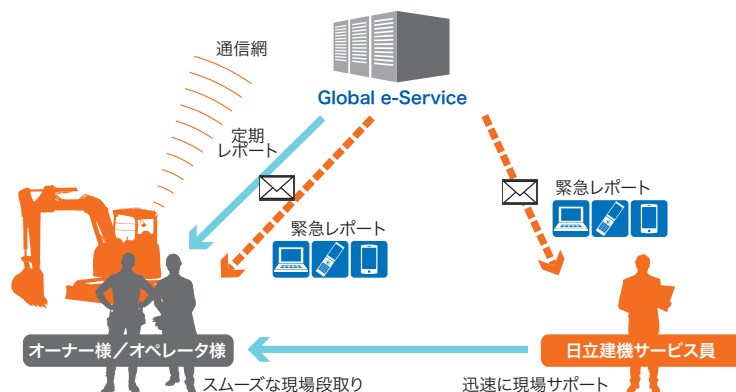 通信網
Global e-Service
定期
レポート
緊急レポート
緊急レポート
オーナー様／オペレータ様
日立建機サービス員
スムーズな現場段取り
迅速に現場サポート